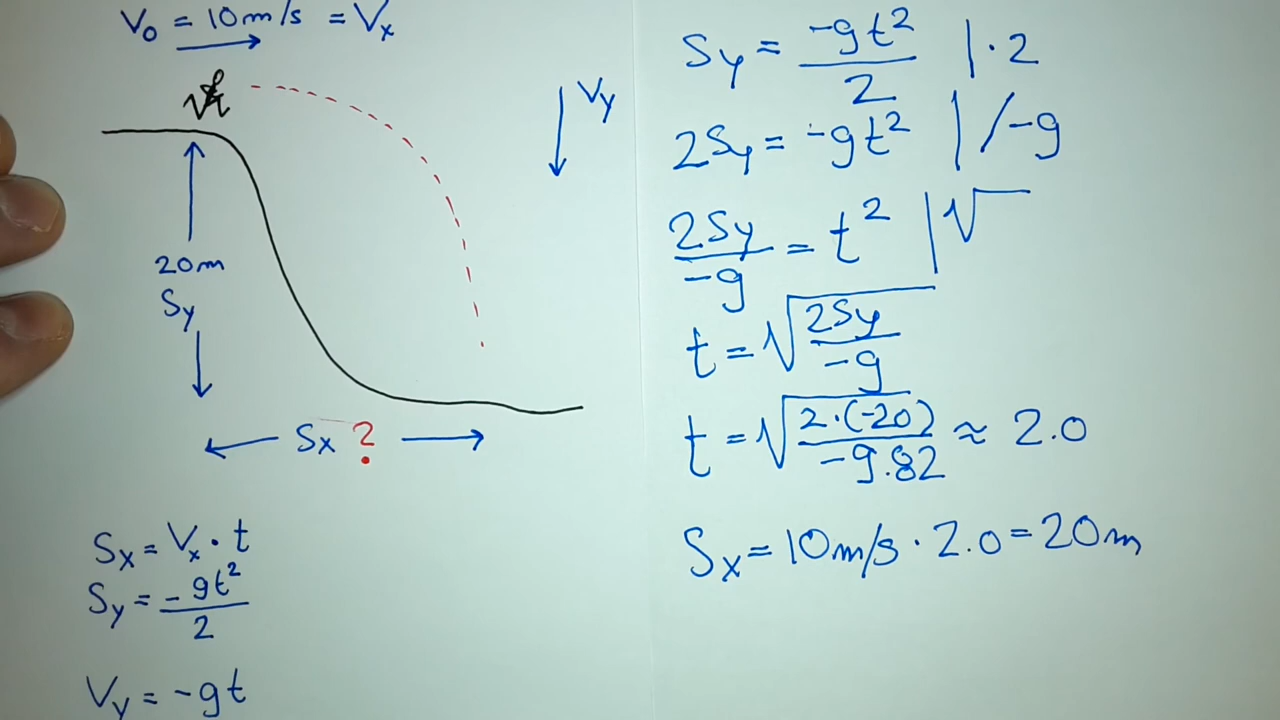 V₀ = 10m/s = Vₓ
Vy
20m
Sy
Sx ?
Sx = Vx · t
Sy = -gt²/2
Vy = -gt
Sy = -gt²/2 | · 2
2Sy = -gt² | /-g
2Sy/-g = t² | √
t = √(2Sy/-g)
t = √(2·(-20)/-9.82) ≈ 2.0
Sx = 10m/s · 2.0 = 20m